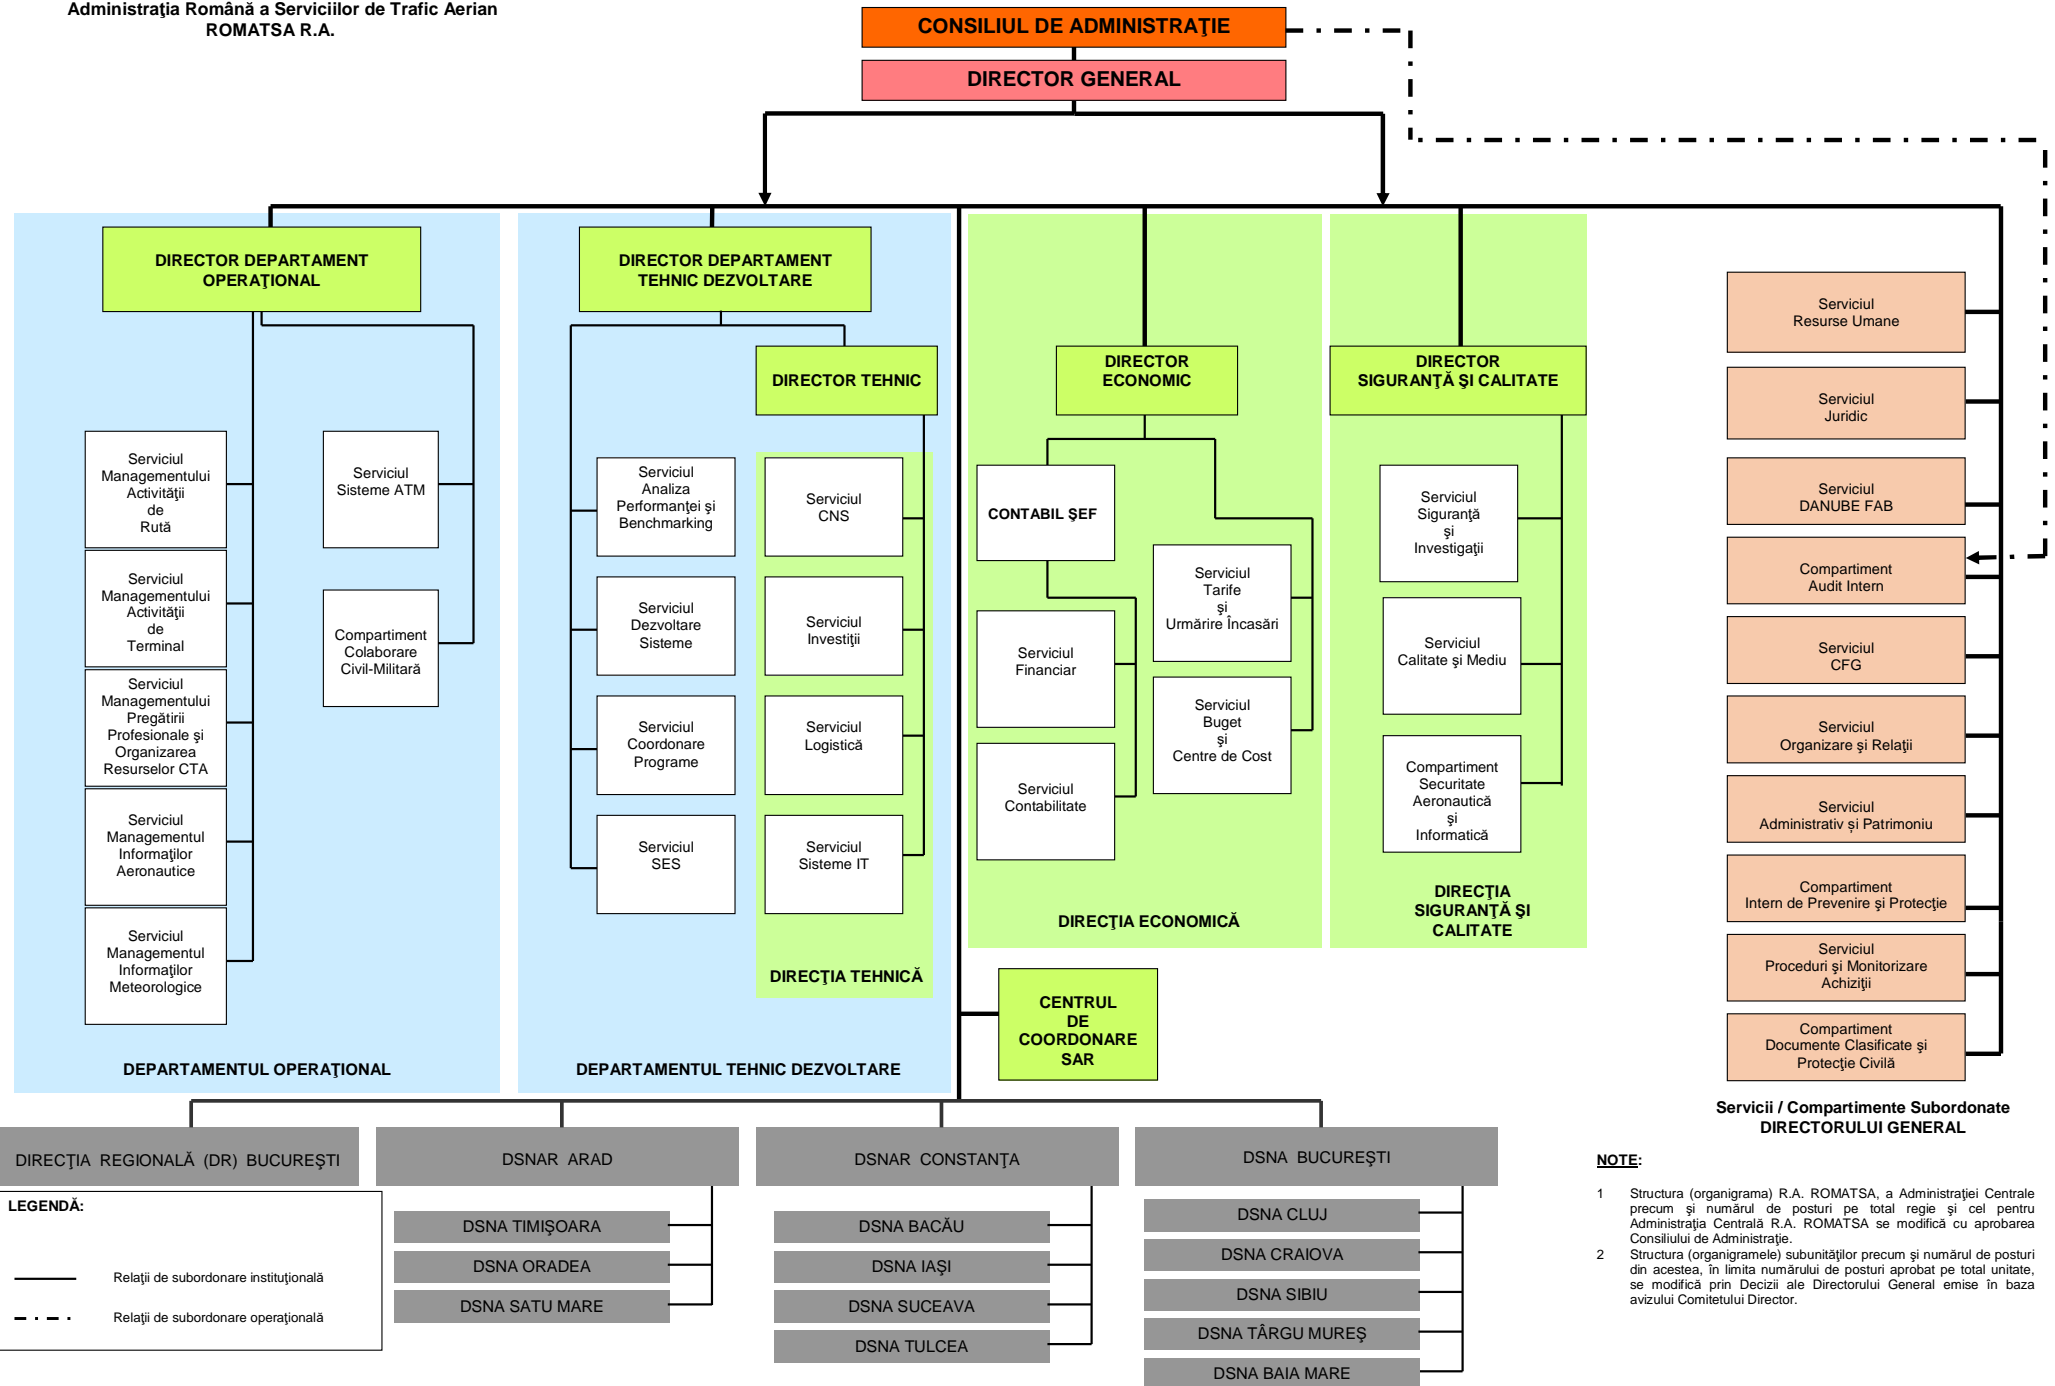 Administraţia Română a Serviciilor de Trafic Aerian
ROMATSA R.A.
CONSILIUL DE ADMINISTRAŢIE
DIRECTOR GENERAL
DIRECTOR DEPARTAMENT
OPERAŢIONAL
Serviciul
Managementului
Activităţii
de
Rută
Serviciul
Managementului
Activităţii
de
Terminal
Serviciul
Managementului
Pregătirii
Profesionale şi
Organizarea
Resurselor CTA
Serviciul
Managementul
Informaţilor
Aeronautice
Serviciul
Managementul
Informaţilor
Meteorologice
Serviciul
Sisteme ATM
Compartiment
Colaborare
Civil-Militară
DEPARTAMENTUL OPERAŢIONAL
DIRECTOR DEPARTAMENT
TEHNIC DEZVOLTARE
DIRECTOR TEHNIC
Serviciul
Analiza
Performanţei şi
Benchmarking
Serviciul
Dezvoltare
Sisteme
Serviciul
Coordonare
Programe
Serviciul
SES
Serviciul
CNS
Serviciul
Investiţii
Serviciul
Logistică
Serviciul
Sisteme IT
DIRECŢIA TEHNICĂ
DEPARTAMENTUL TEHNIC DEZVOLTARE
DIRECTOR
ECONOMIC
CONTABIL ŞEF
Serviciul
Financiar
Serviciul
Contabilitate
Serviciul
Tarife
şi
Urmărire Încasări
Serviciul
Buget
şi
Centre de Cost
DIRECŢIA ECONOMICĂ
DIRECTOR
SIGURANŢĂ ŞI CALITATE
Serviciul
Siguranţă
şi
Investigaţii
Serviciul
Calitate şi Mediu
Compartiment
Securitate
Aeronautică
şi
Informatică
DIRECŢIA
SIGURANŢĂ ŞI
CALITATE
CENTRUL
DE
COORDONARE
SAR
Serviciul
Resurse Umane
Serviciul
Juridic
Serviciul
DANUBE FAB
Compartiment
Audit Intern
Serviciul
CFG
Serviciul
Organizare şi Relaţii
Serviciul
Administrativ și Patrimoniu
Compartiment
Intern de Prevenire şi Protecţie
Serviciul
Proceduri şi Monitorizare
Achiziţii
Compartiment
Documente Clasificate şi
Protecţie Civilă
Servicii / Compartimente Subordonate
DIRECTORULUI GENERAL
DIRECŢIA REGIONALĂ (DR) BUCUREŞTI
DSNAR ARAD
DSNA TIMIŞOARA
DSNA ORADEA
DSNA SATU MARE
DSNAR CONSTANŢA
DSNA BACĂU
DSNA IAŞI
DSNA SUCEAVA
DSNA TULCEA
DSNA BUCUREŞTI
DSNA CLUJ
DSNA CRAIOVA
DSNA SIBIU
DSNA TÂRGU MUREŞ
DSNA BAIA MARE
LEGENDĂ:
Relaţii de subordonare instituţională
Relaţii de subordonare operaţională
NOTE:
1 Structura (organigrama) R.A. ROMATSA, a Administraţiei Centrale
precum şi numărul de posturi pe total regie şi cel pentru
Administraţia Centrală R.A. ROMATSA se modifică cu aprobarea
Consiliului de Administraţie.
2 Structura (organigramele) subunităţilor precum şi numărul de posturi
din acestea, în limita numărului de posturi aprobat pe total unitate,
se modifică prin Decizii ale Directorului General emise în baza
avizului Comitetului Director.